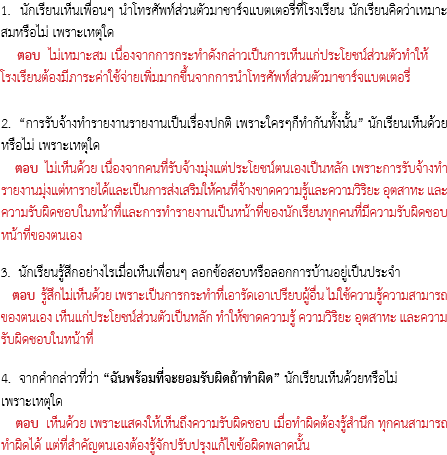 1. นักเรียนเห็นเพื่อนๆ นำโทรศัพท์ส่วนตัวมาชาร์จแบตเตอรี่ที่โรงเรียน นักเรียนคิดว่าเหมาะ
สมหรือไม่ เพราะเหตุใด
ตอบ ไม่เหมาะสม เนื่องจากการกระทำดังกล่าวเป็นการเห็นแก่ประโยชน์ส่วนตัวทำให้
โรงเรียนต้องมีภาระค่าใช้จ่ายเพิ่มมากขึ้นจากการนำโทรศัพท์ส่วนตัวมาชาร์จแบตเตอรี่
2. “การรับจ้างทำรายงานรายงานเป็นเรื่องปกติ เพราะใครๆก็ทำกันทั้งนั้น” นักเรียนเห็นด้วย
หรือไม่ เพราะเหตุใด
ตอบ ไม่เห็นด้วย เนื่องจากคนที่รับจ้างมุ่งแต่ประโยชน์ตนเองเป็นหลัก เพราะการรับจ้างทำ
รายงานมุ่งแต่หารายได้และเป็นการส่งเสริมให้คนที่จ้างขาดความรู้และความวิริยะ อุตสาหะ และ
ความรับผิดชอบในหน้าที่และการทำรายงานเป็นหน้าที่ของนักเรียนทุกคนที่มีความรับผิดชอบ
หน้าที่ของตนเอง
3. นักเรียนรู้สึกอย่างไรเมื่อเห็นเพื่อนๆ ลอกข้อสอบหรือลอกการบ้านอยู่เป็นประจำ
ตอบ รู้สึกไม่เห็นด้วย เพราะเป็นการกระทำที่เอารัดเอาเปรียบผู้อื่น ไม่ใช้ความรู้ความสามารถ
ของตนเอง เห็นแก่ประโยชน์ส่วนตัวเป็นหลัก ทำให้ขาดความรู้ ความวิริยะ อุตสาหะ และความ
รับผิดชอบในหน้าที่
4. จากคำกล่าวที่ว่า “ฉันพร้อมที่จะยอมรับผิดถ้าทำผิด” นักเรียนเห็นด้วยหรือไม่
เพราะเหตุใด
ตอบ เห็นด้วย เพราะแสดงให้เห็นถึงความรับผิดชอบ เมื่อทำผิดต้องรู้สำนึก ทุกคนสามารถ
ทำผิดได้ แต่ที่สำคัญตนเองต้องรู้จักปรับปรุงแก้ไขข้อผิดพลาดนั้น